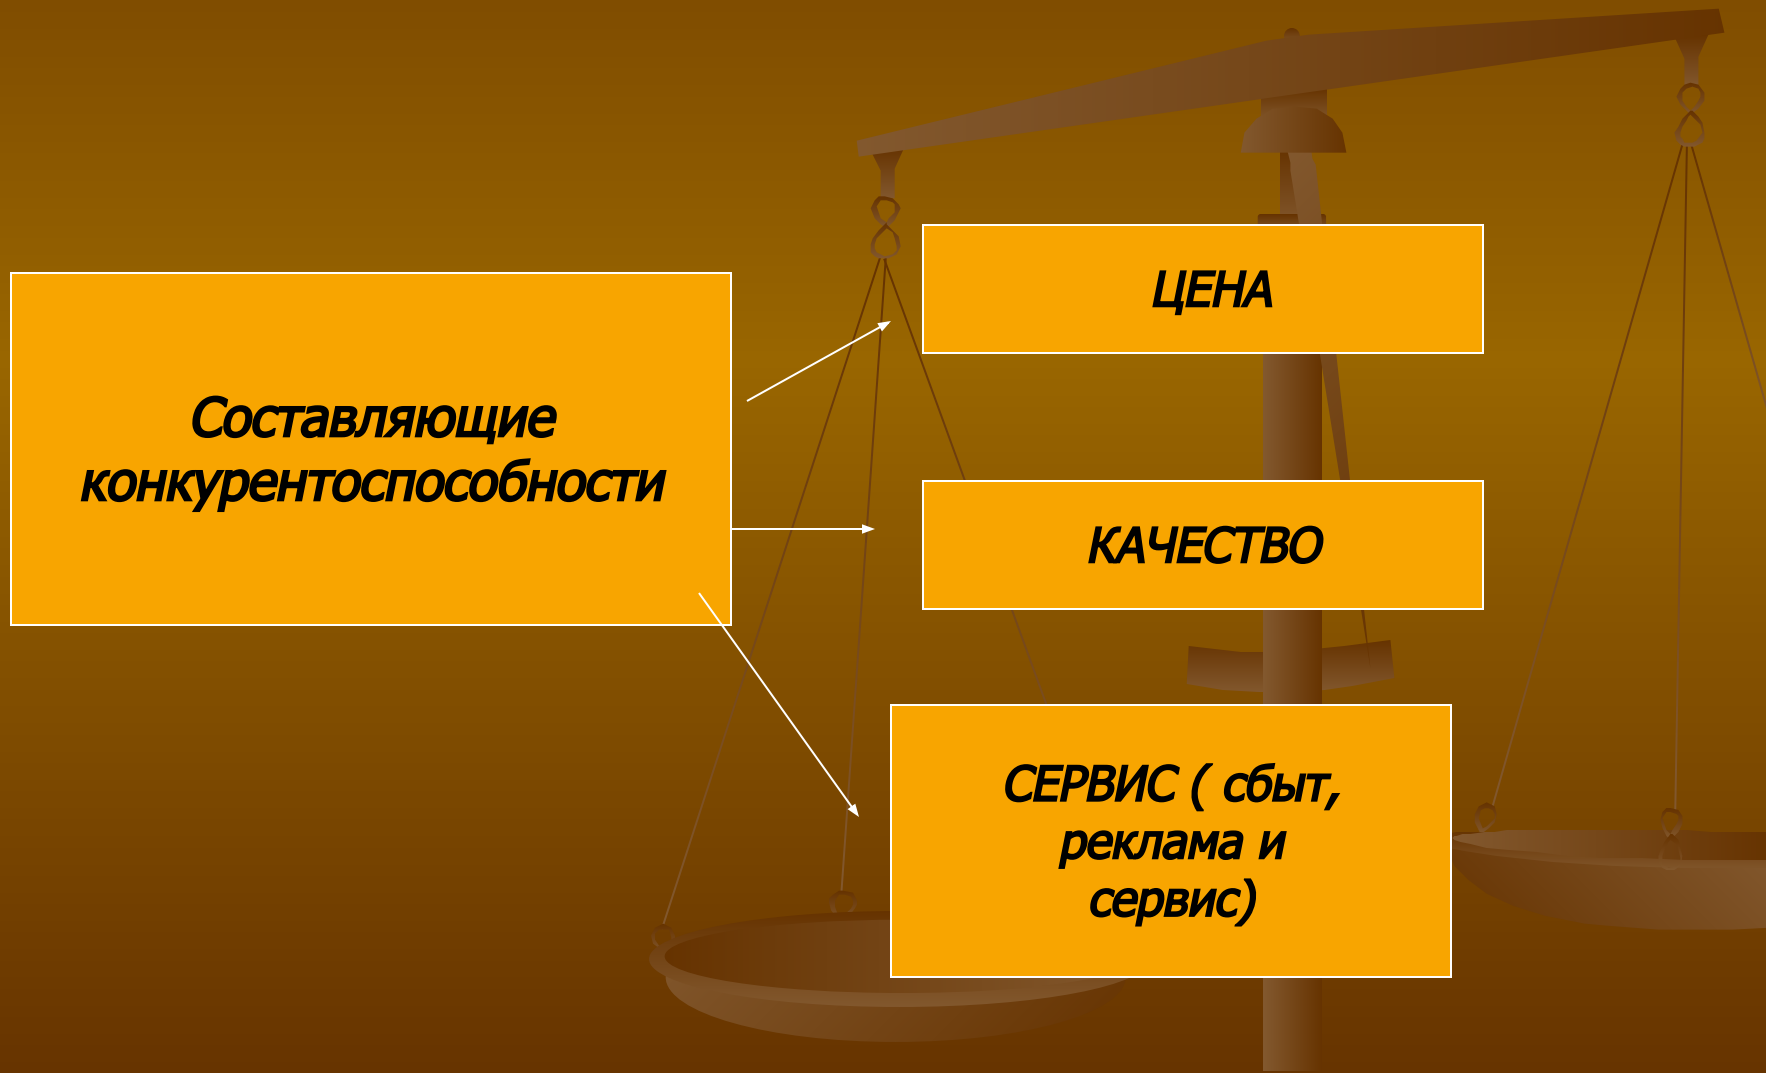 Составляющие
конкурентоспособности
ЦЕНА
КАЧЕСТВО
СЕРВИС ( сбыт,
реклама и
сервис)